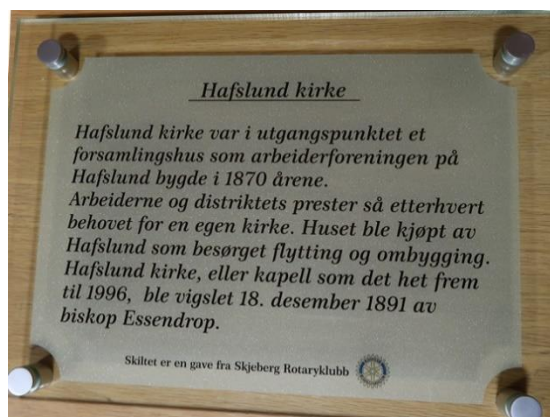 Hafslund kirke
Hafslund kirke var i utgangspunktet et
forsamlingshus som arbeiderforeningen på
Hafslund bygde i 1870 årene.
Arbeiderne og distriktets prester så etterhvert
behovet for en egen kirke. Huset ble kjøpt av
Hafslund som besørget flytting og ombygging.
Hafslund kirke, eller kapell som det het frem
til 1996, ble vigslet 18. desember 1891 av
biskop Essendrop.
Skiltet er en gave fra Skjeberg Rotaryklubb